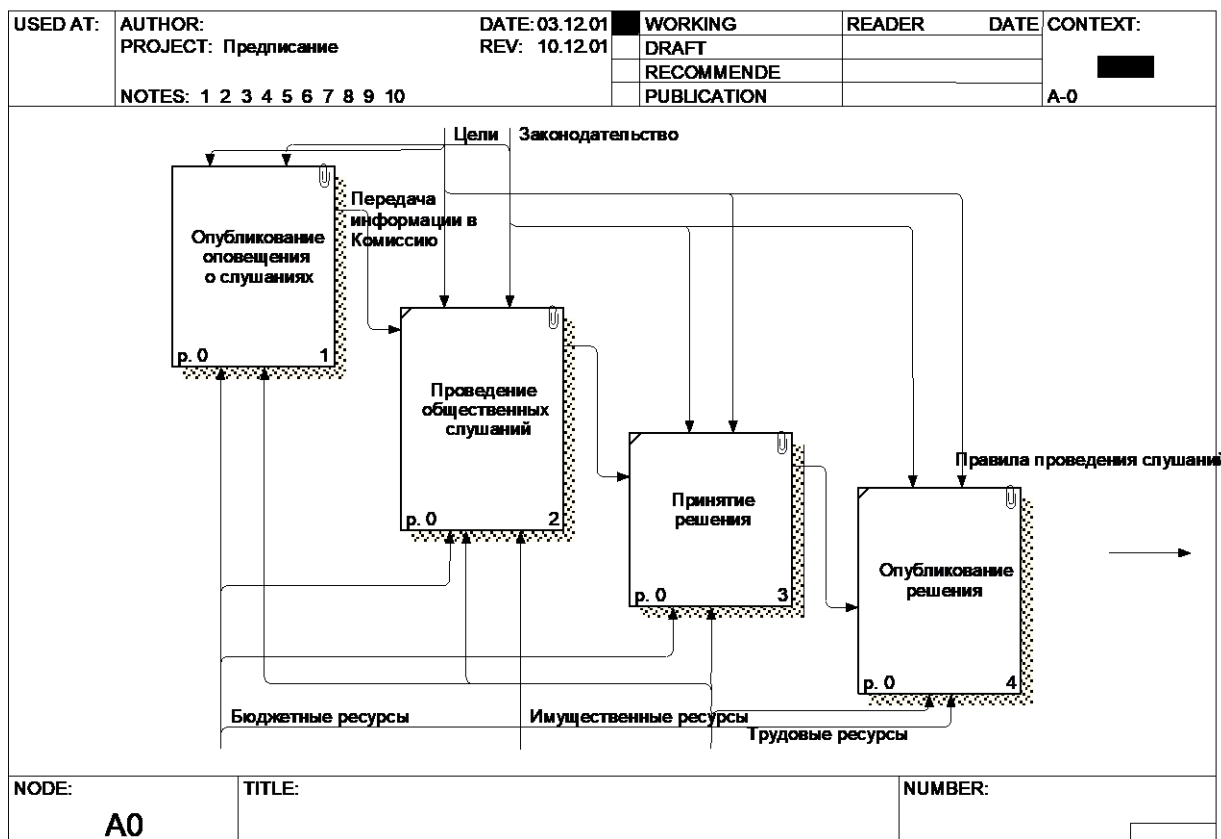 USED AT:
AUTHOR:
DATE: 03.12.01
WORKING
READER
DATE
CONTEXT:
PROJECT: Предписание
REV: 10.12.01
DRAFT
RECOMMENDE
NOTES: 1 2 3 4 5 6 7 8 9 10
PUBLICATION
A-0
Цели
Законодательство
Опубликование
оповещения
о слушаниях
р. 0
1
Передача
информации в
Комиссию
Проведение
общественных
слушаний
р. 0
2
Принятие
решения
р. 0
3
Правила проведения слушаний
Опубликование
решения
р. 0
4
Бюджетные ресурсы
Имущественные ресурсы
Трудовые ресурсы
NODE:
A0
TITLE:
NUMBER: